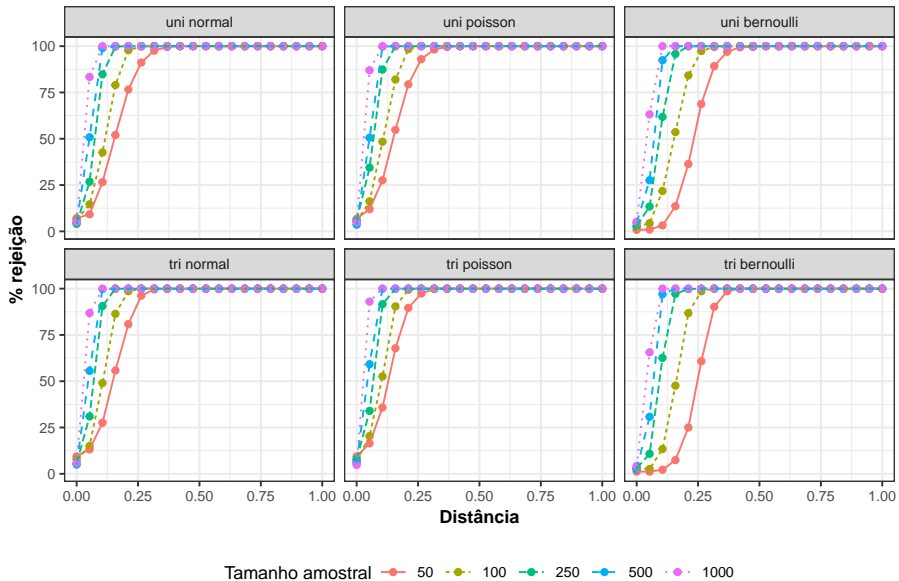 uni normal
uni poisson
uni bernoulli
100
75
50
25
0
tri normal
tri poisson
tri bernoulli
100
75
50
25
0
% rejeição
0.00 0.25 0.50 0.75 1.00
0.00 0.25 0.50 0.75 1.00
0.00 0.25 0.50 0.75 1.00
Distância
Tamanho amostral 50 100 250 500 1000